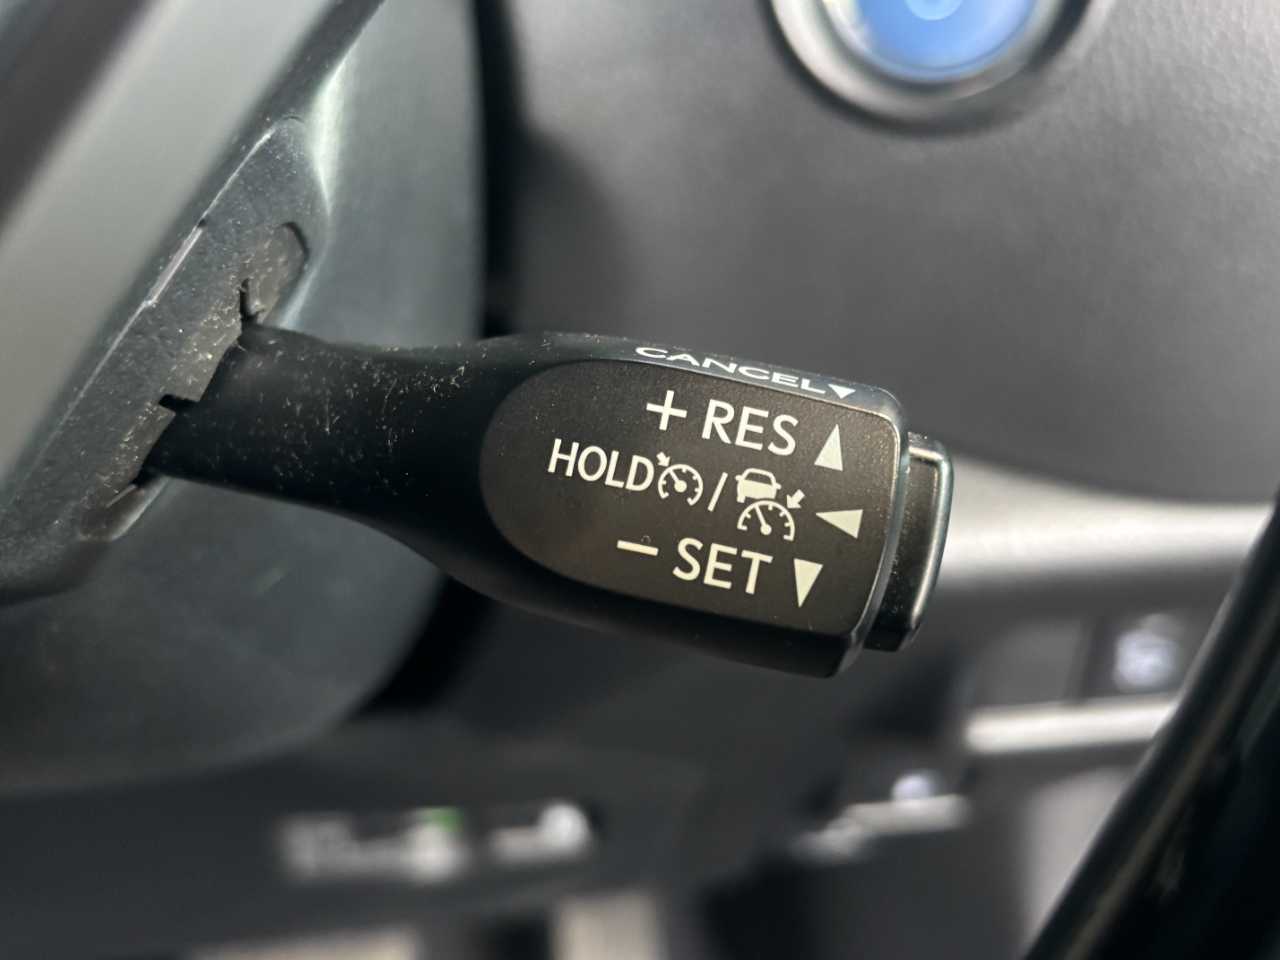 CANCEL
+ RES
HOLD /
− SET